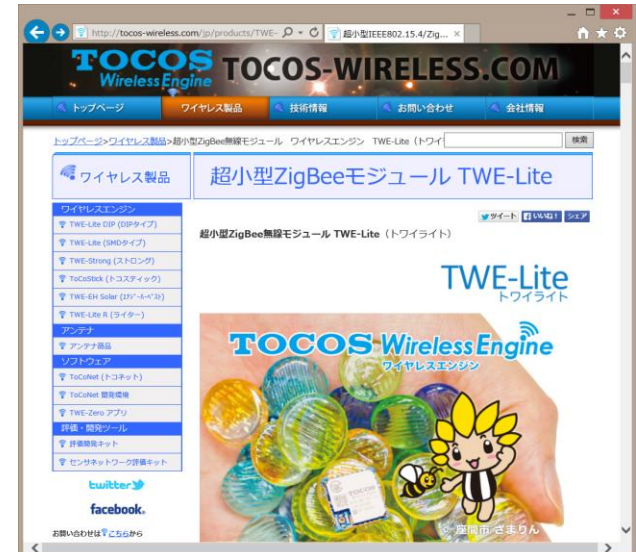 http://tocos-wireless.com/jp/products/TWE-
超小型IEEE802.15.4/Zig...
TOCOS
Wireless Engine
TOCOS-WIRELESS.COM
トップページ
ワイヤレス製品
技術情報
お問い合わせ
会社情報
トップページ>ワイヤレス製品>超小型ZigBee無線モジュール ワイヤレスエンジン TWE-Lite（トワイ
検索
ワイヤレス製品
超小型ZigBeeモジュール TWE-Lite
ツイート
いいね！
シェア
ワイヤレスエンジン
TWE-Lite DIP (DIPタイプ)
TWE-Lite (SMDタイプ)
TWE-Strong (ストロング)
ToCoStick (トコスティック)
TWE-EH Solar (ｴﾅｼﾞｰﾊｰﾍﾞｽﾄ)
TWE-Lite R (ライター)
アンテナ
アンテナ商品
ソフトウェア
ToCoNet (トコネット)
ToCoNet 開発環境
TWE-Zero アプリ
評価・開発ツール
評価開発キット
センサネットワーク評価キット
twitter
facebook.
お問い合わせはこちらから
超小型ZigBee無線モジュール TWE-Lite（トワイライト）
TWE-Lite
トワイライト
TOCOS Wireless Engine
ワイヤレスエンジン
TOCOS
© 座間市 ざまりん